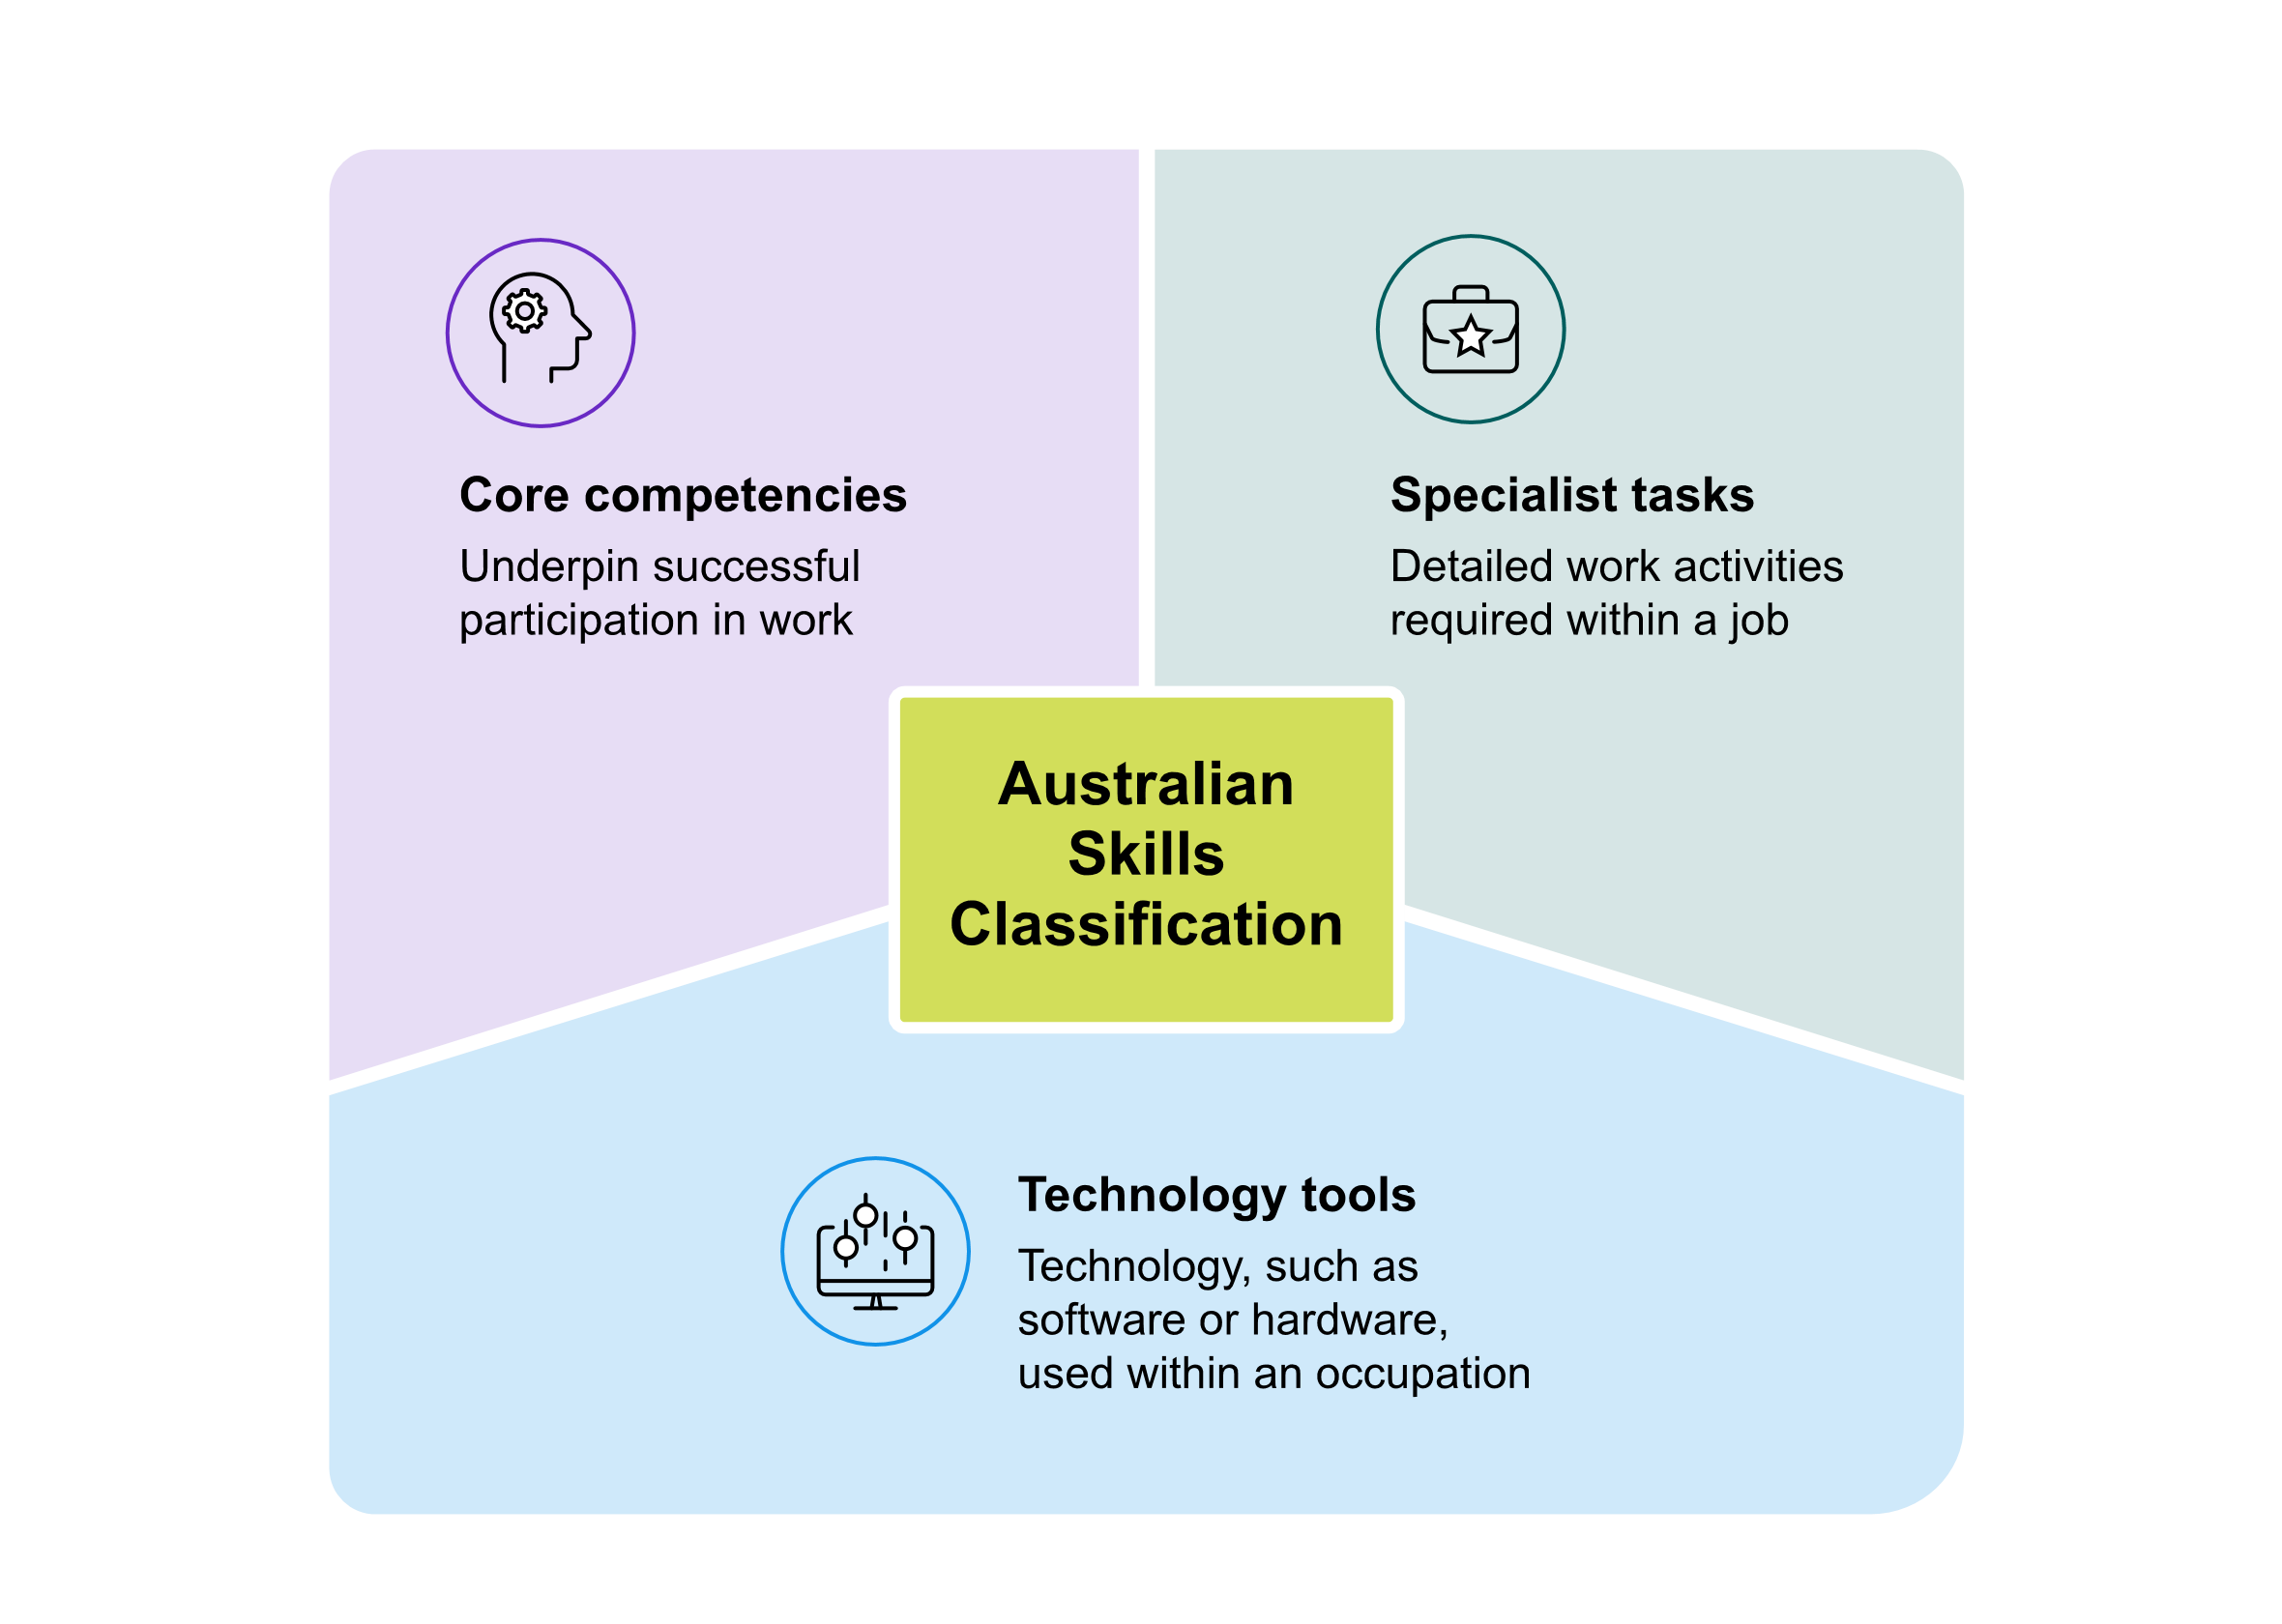 Core competencies
Underpin successful
participation in work
Specialist tasks
Detailed work activities
required within a job
Australian
Skills
Classification
Technology tools
Technology, such as
software or hardware,
used within an occupation